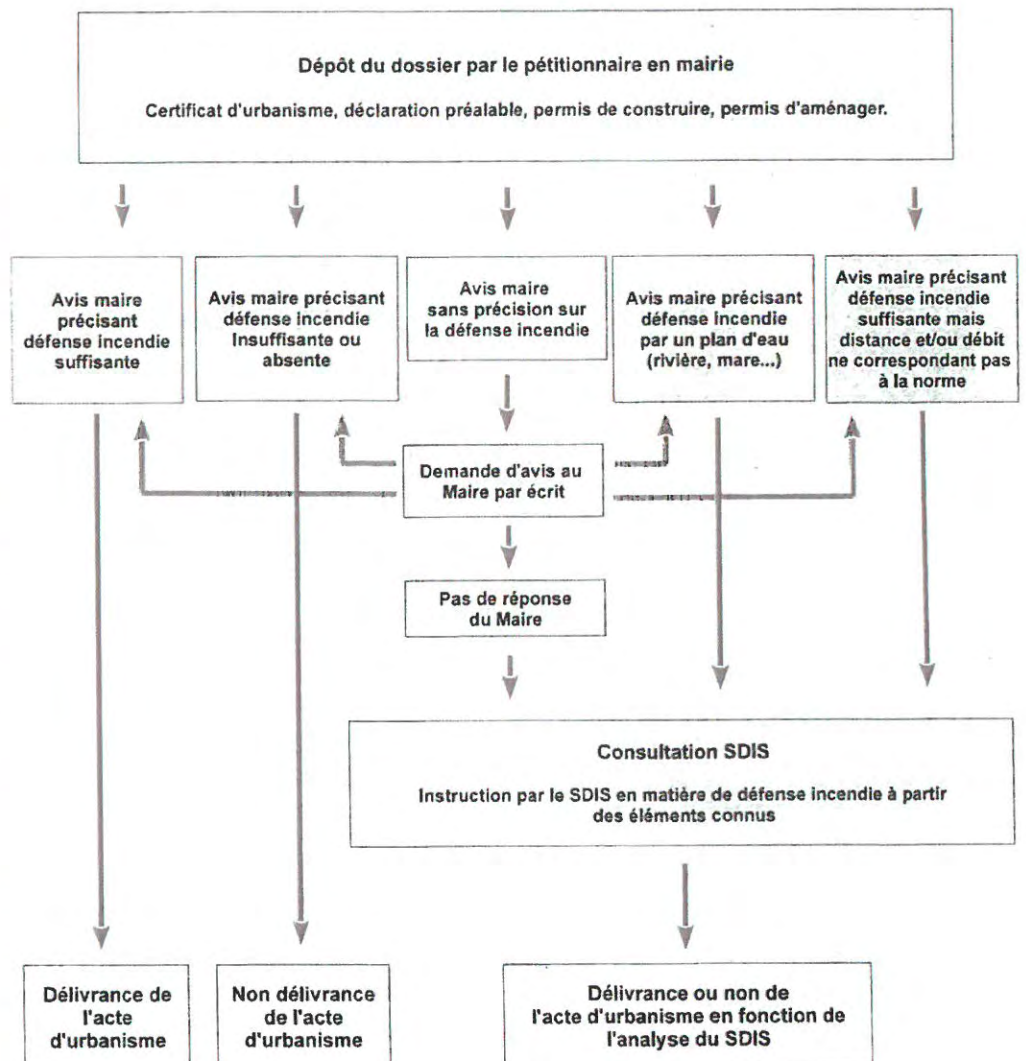 Dépôt du dossier par le pétitionnaire en mairie
Certificat d'urbanisme, déclaration préalable, permis de construire, permis d'aménager.
Avis maire
précisant
défense incendie
suffisante
Avis maire précisant
défense incendie
Insuffisante ou
absente
Avis maire
sans précision sur
la défense incendie
Avis maire précisant
défense incendie
par un plan d'eau
(rivière, mare...)
Avis maire précisant
défense incendie
suffisante mais
distance et/ou débit
ne correspondant pas
à la norme
Demande d'avis au
Maire par écrit
Pas de réponse
du Maire
Consultation SDIS
Instruction par le SDIS en matière de défense incendie à partir
des éléments connus
Délivrance de
l'acte
d'urbanisme
Non délivrance
de l'acte
d'urbanisme
Délivrance ou non de
l'acte d'urbanisme en fonction de
l'analyse du SDIS